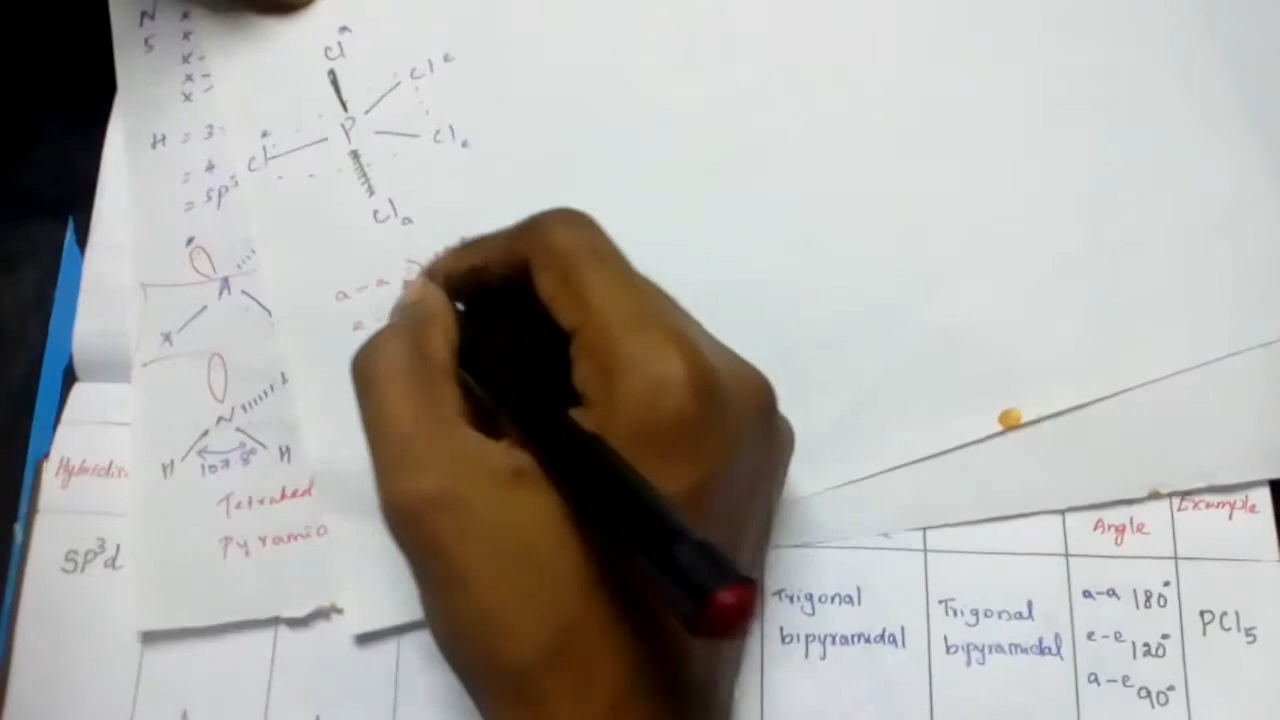 N x
5 x
x
x
x
H = 3
= 4
= SP3
A
X
N
H H
107.8°
Tetrahed
Pyramid
Cl a
Cl e
P
Cl e
Cl e
Cl a
a-a
e
Hybridiz
SP³d
Angle
Example
Trigonal
bipyramidal
Trigonal
bipyramidal
a-a 180°
e-e 120°
a-e 90°
PCl5